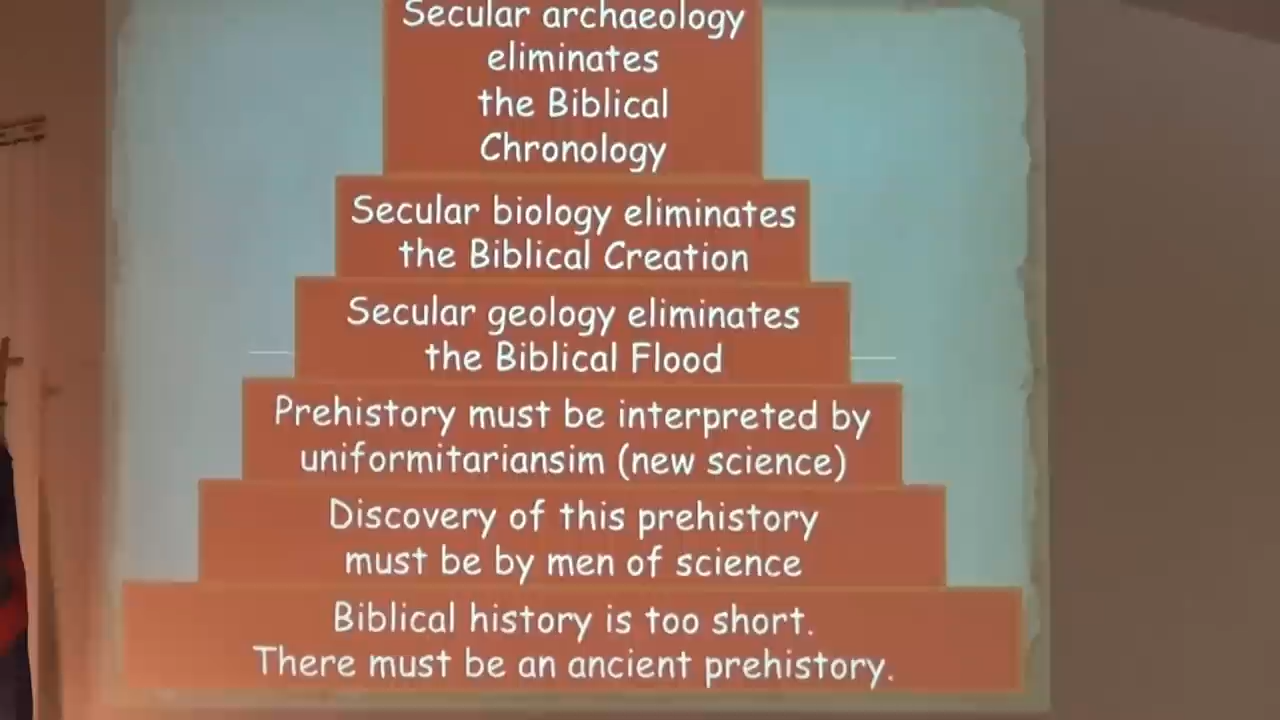 Secular archaeology
eliminates
the Biblical
Chronology
Secular biology eliminates
the Biblical Creation
Secular geology eliminates
the Biblical Flood
Prehistory must be interpreted by
uniformitariansim (new science)
Discovery of this prehistory
must be by men of science
Biblical history is too short.
There must be an ancient prehistory.